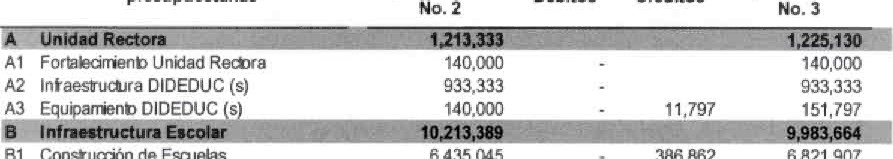 presupuestarias No. 2 Débitos Créditos No. 3
A Unidad Rectora 1,213,333 1,225,130
A1 Fortalecimiento Unidad Rectora 140,000 - 140,000
A2 Infraestructura DIDEDUC (s) 933,333 - 933,333
A3 Equipamiento DIDEDUC (s) 140,000 - 11,797 151,797
B Infraestructura Escolar 10,213,389 9,983,664
B1 Construcción de Escuelas 6,435,045 - 386,862 6,821,907